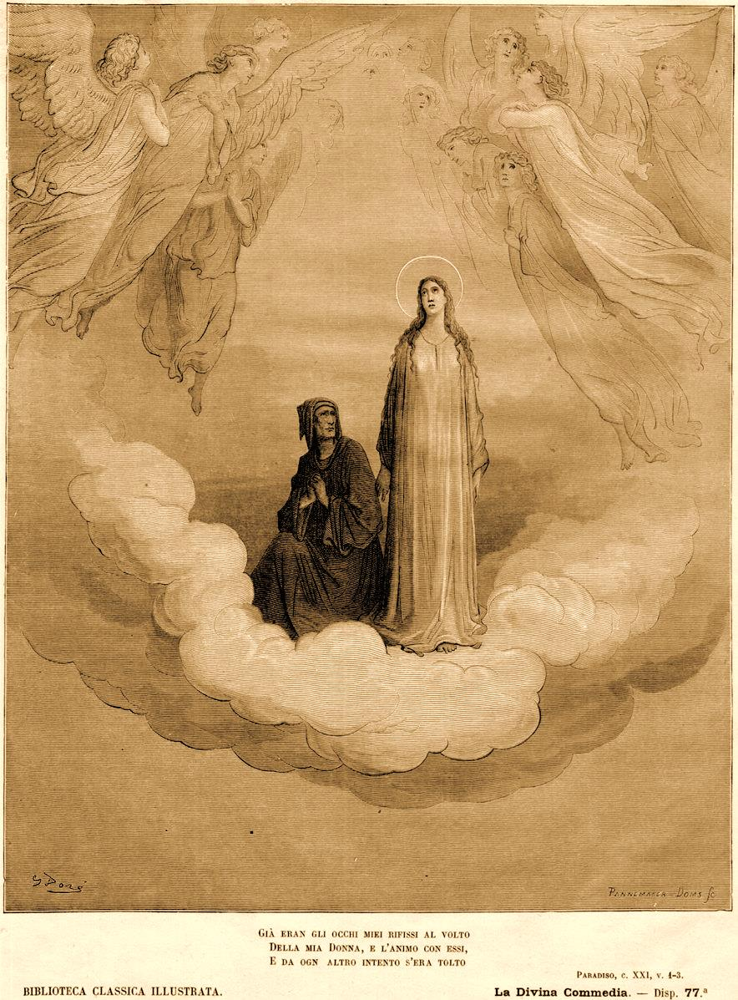 G Doré
PANNEMAKER—DOMS Sc
GIÀ ERAN GLI OCCHI MIEI RIFISSI AL VOLTO
DELLA MIA DONNA, E L'ANIMO CON ESSI,
E DA OGN ALTRO INTENTO S'ERA TOLTO
PARADISO, C. XXI, V. 1-3.
BIBLIOTECA CLASSICA ILLUSTRATA.
La Divina Commedia. — Disp. 77.ª